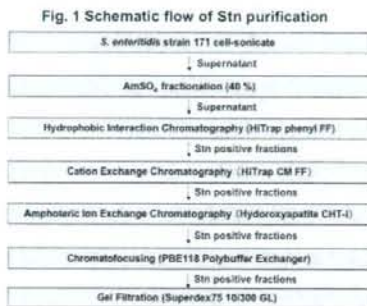 Fig. 1 Schematic flow of Stn purification
S. enteritidis strain 171 cell-sonicate
Supernatant
AmSO₄ fractionation (40 %)
Supernatant
Hydrophobic Interaction Chromatography (HiTrap phenyl FF)
Stn positive fractions
Cation Exchange Chromatography (HiTrap CM FF)
Stn positive fractions
Amphoteric Ion Exchange Chromatography (Hydoroxyapatite CHT-I)
Stn positive fractions
Chromatofocusing (PBE118 Polybuffer Exchanger)
Stn positive fractions
Gel Filtration (Superdex75 10/300 GL)